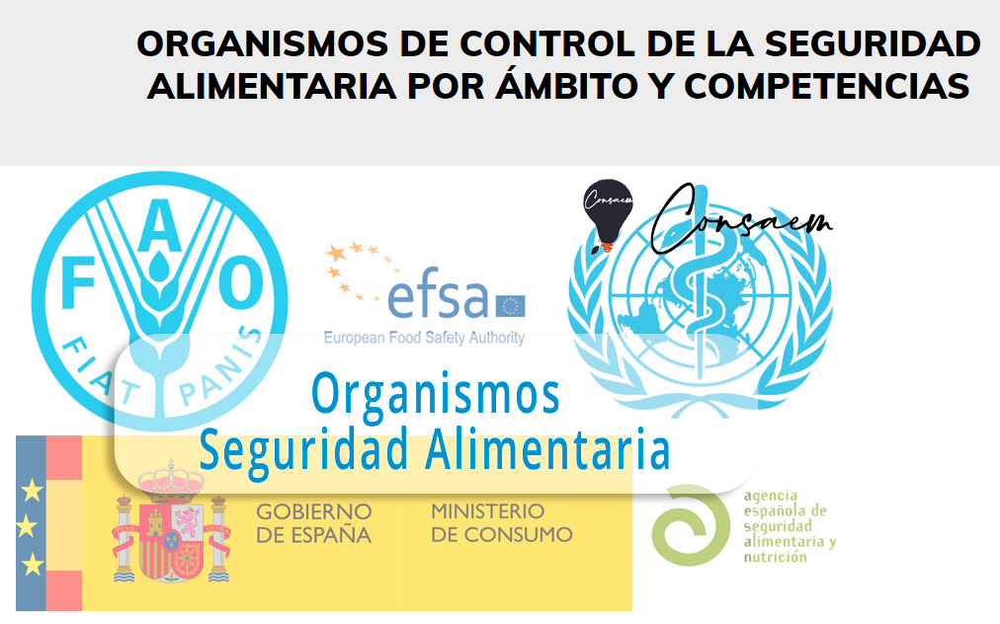 ORGANISMOS DE CONTROL DE LA SEGURIDAD
ALIMENTARIA POR ÁMBITO Y COMPETENCIAS
F A O
FIAT PANIS
efsa
European Food Safety Authority
Consaem
Consaem
Organismos
Seguridad Alimentaria
GOBIERNO
DE ESPAÑA
MINISTERIO
DE CONSUMO
agencia
española de
seguridad
alimentaria y
nutrición